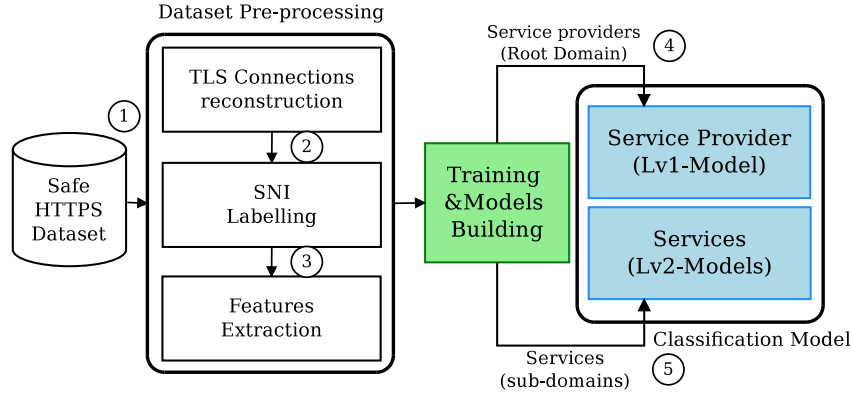 Dataset Pre-processing
1
Safe
HTTPS
Dataset
TLS Connections
reconstruction
2
SNI
Labelling
3
Features
Extraction
Training
&Models
Building
Service providers
(Root Domain)
4
Service Provider
(Lv1-Model)
Services
(Lv2-Models)
Classification Model
Services
(sub-domains)
5